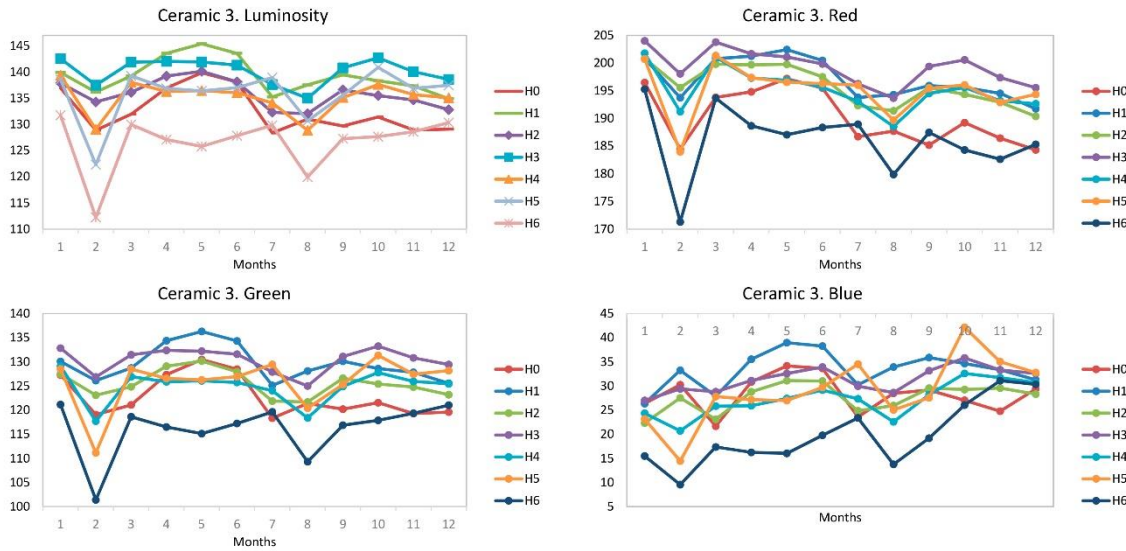 Ceramic 3. Luminosity
145
140
135
130
125
120
115
110
1 2 3 4 5 6 7 8 9 10 11 12
Months
H0
H1
H2
H3
H4
H5
H6
Ceramic 3. Red
205
200
195
190
185
180
175
170
1 2 3 4 5 6 7 8 9 10 11 12
Months
H0
H1
H2
H3
H4
H5
H6
Ceramic 3. Green
140
135
130
125
120
115
110
105
100
1 2 3 4 5 6 7 8 9 10 11 12
Months
H0
H1
H2
H3
H4
H5
H6
Ceramic 3. Blue
45
40
35
30
25
20
15
10
5
1 2 3 4 5 6 7 8 9 10 11 12
Months
H0
H1
H2
H3
H4
H5
H6